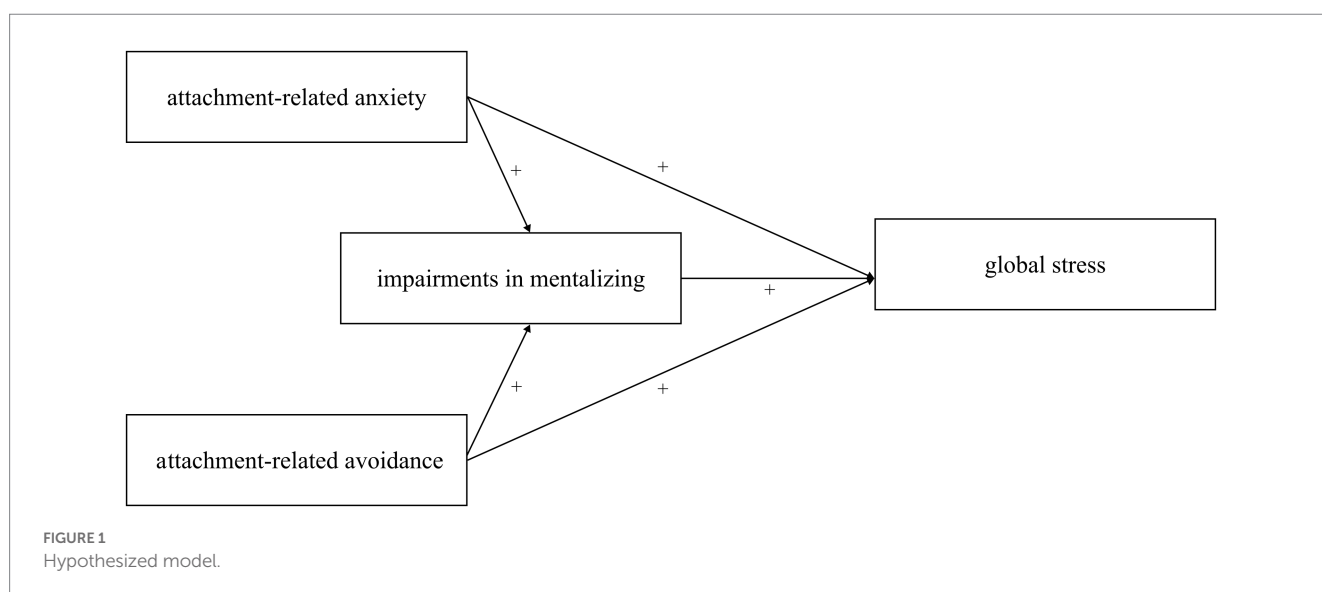 attachment-related anxiety
+
+
impairments in mentalizing
+
global stress
+
+
attachment-related avoidance
FIGURE 1
Hypothesized model.